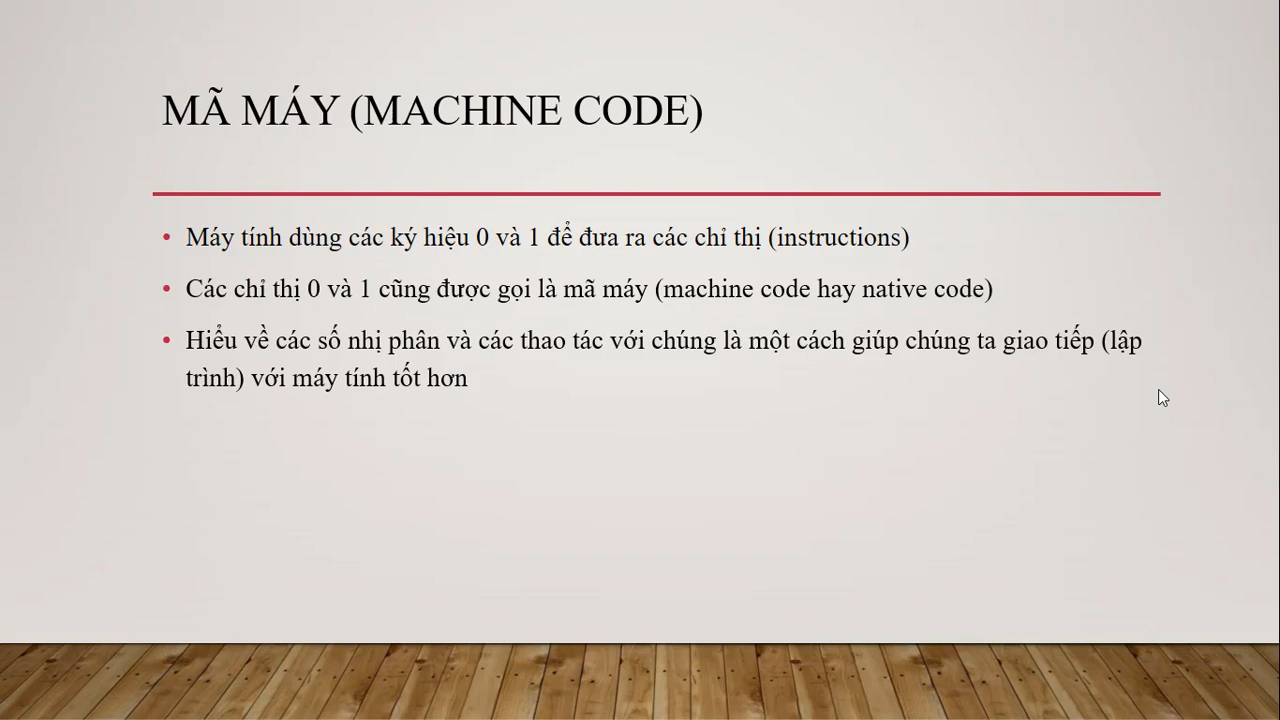 MÃ MÁY (MACHINE CODE)
• Máy tính dùng các ký hiệu 0 và 1 để đưa ra các chỉ thị (instructions)
• Các chỉ thị 0 và 1 cũng được gọi là mã máy (machine code hay native code)
• Hiểu về các số nhị phân và các thao tác với chúng là một cách giúp chúng ta giao tiếp (lập
trình) với máy tính tốt hơn